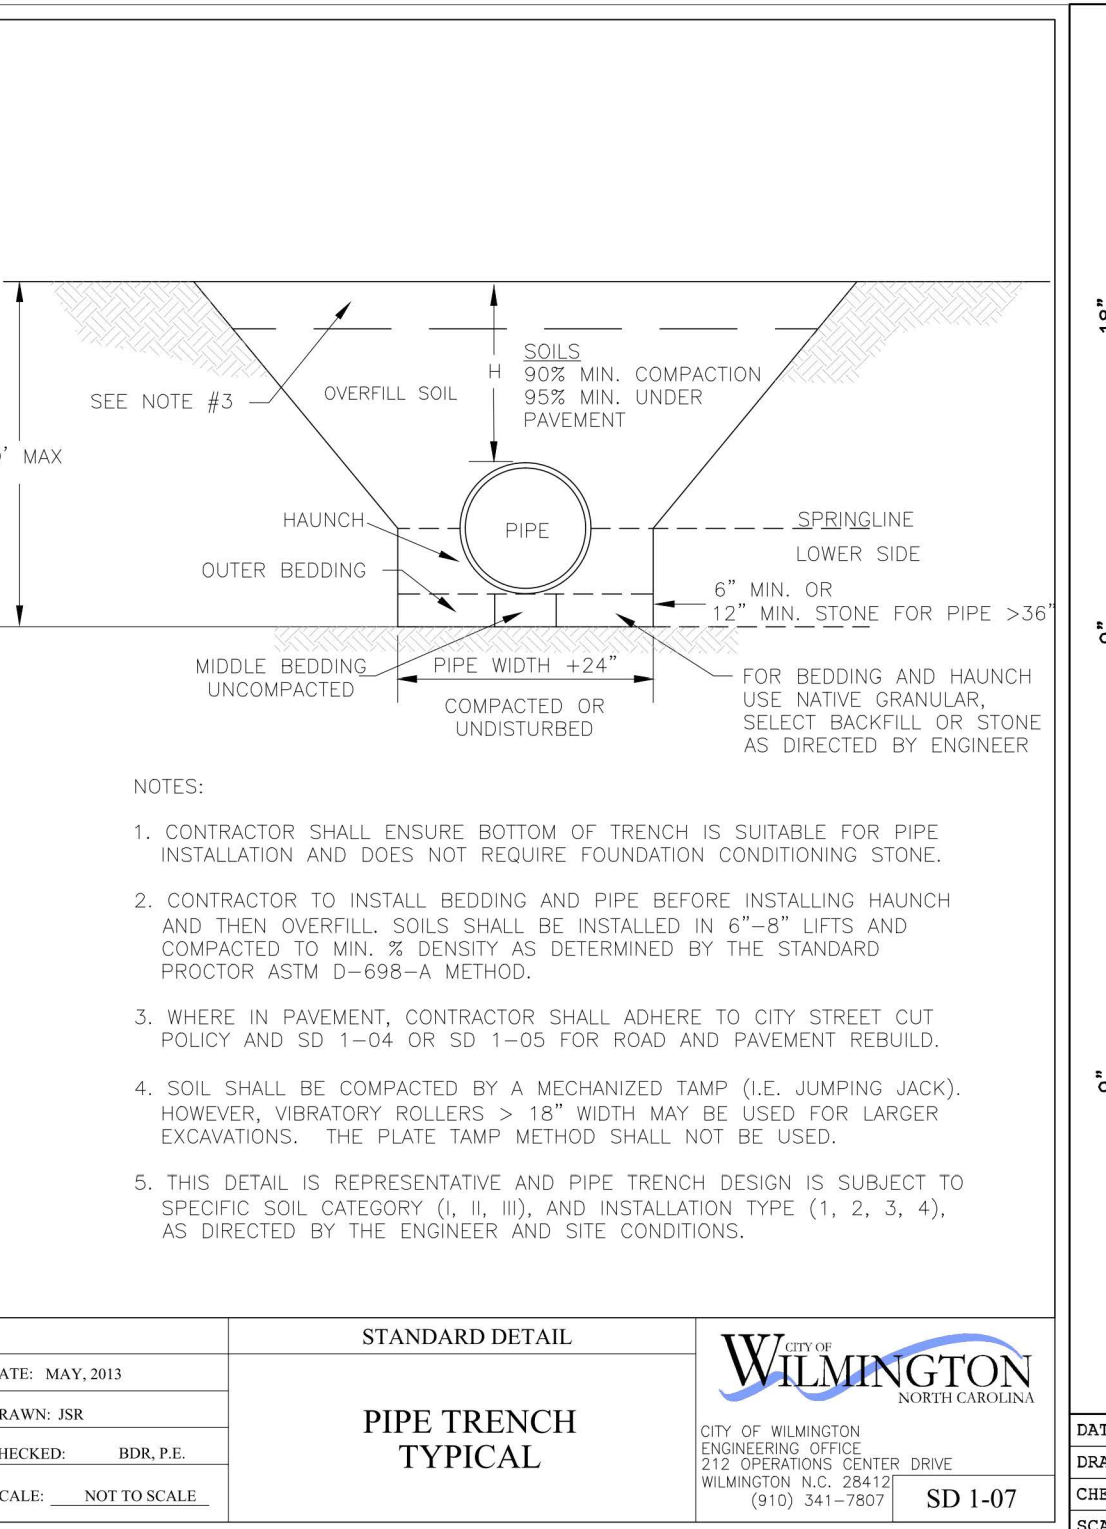 SEE NOTE #3
OVERFILL SOIL
H
SOILS
90% MIN. COMPACTION
95% MIN. UNDER
PAVEMENT
' MAX
HAUNCH
PIPE
SPRINGLINE
OUTER BEDDING
LOWER SIDE
6" MIN. OR
12" MIN. STONE FOR PIPE >36"
MIDDLE BEDDING
UNCOMPACTED
PIPE WIDTH +24"
COMPACTED OR
UNDISTURBED
FOR BEDDING AND HAUNCH
USE NATIVE GRANULAR,
SELECT BACKFILL OR STONE
AS DIRECTED BY ENGINEER
NOTES:
1. CONTRACTOR SHALL ENSURE BOTTOM OF TRENCH IS SUITABLE FOR PIPE
INSTALLATION AND DOES NOT REQUIRE FOUNDATION CONDITIONING STONE.
2. CONTRACTOR TO INSTALL BEDDING AND PIPE BEFORE INSTALLING HAUNCH
AND THEN OVERFILL. SOILS SHALL BE INSTALLED IN 6"-8" LIFTS AND
COMPACTED TO MIN. % DENSITY AS DETERMINED BY THE STANDARD
PROCTOR ASTM D-698-A METHOD.
3. WHERE IN PAVEMENT, CONTRACTOR SHALL ADHERE TO CITY STREET CUT
POLICY AND SD 1-04 OR SD 1-05 FOR ROAD AND PAVEMENT REBUILD.
4. SOIL SHALL BE COMPACTED BY A MECHANIZED TAMP (I.E. JUMPING JACK).
HOWEVER, VIBRATORY ROLLERS > 18" WIDTH MAY BE USED FOR LARGER
EXCAVATIONS. THE PLATE TAMP METHOD SHALL NOT BE USED.
5. THIS DETAIL IS REPRESENTATIVE AND PIPE TRENCH DESIGN IS SUBJECT TO
SPECIFIC SOIL CATEGORY (I, II, III), AND INSTALLATION TYPE (1, 2, 3, 4),
AS DIRECTED BY THE ENGINEER AND SITE CONDITIONS.
ATE: MAY, 2013
RAWN: JSR
HECKED: BDR, P.E.
CALE: NOT TO SCALE
STANDARD DETAIL
PIPE TRENCH
TYPICAL
CITY OF
WILMINGTON
NORTH CAROLINA
CITY OF WILMINGTON
ENGINEERING OFFICE
212 OPERATIONS CENTER DRIVE
WILMINGTON N.C. 28412
(910) 341-7807
SD 1-07
DAT
DRA
CHE
SCA